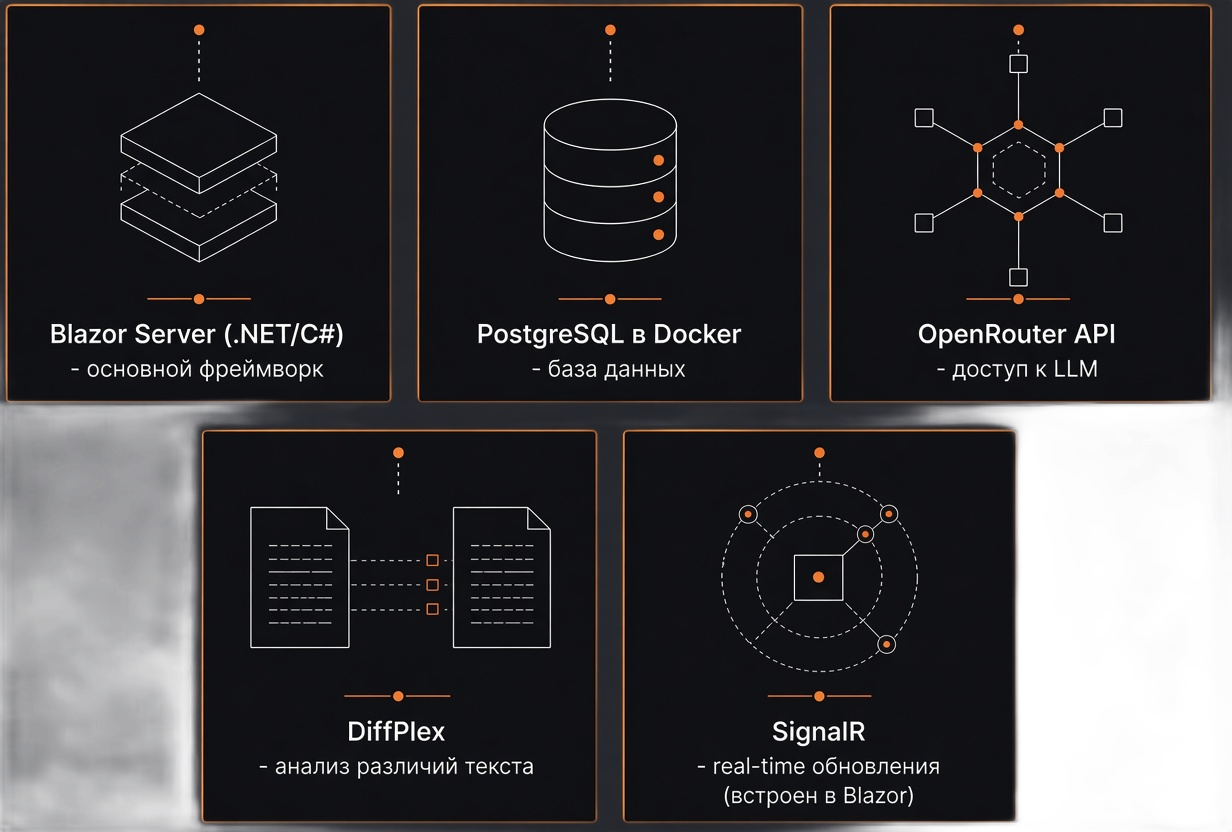 Blazor Server (.NET/C#)
- основной фреймворк
PostgreSQL в Docker
- база данных
OpenRouter API
- доступ к LLM
DiffPlex
- анализ различий текста
SignalR
- real-time обновления
(встроен в Blazor)